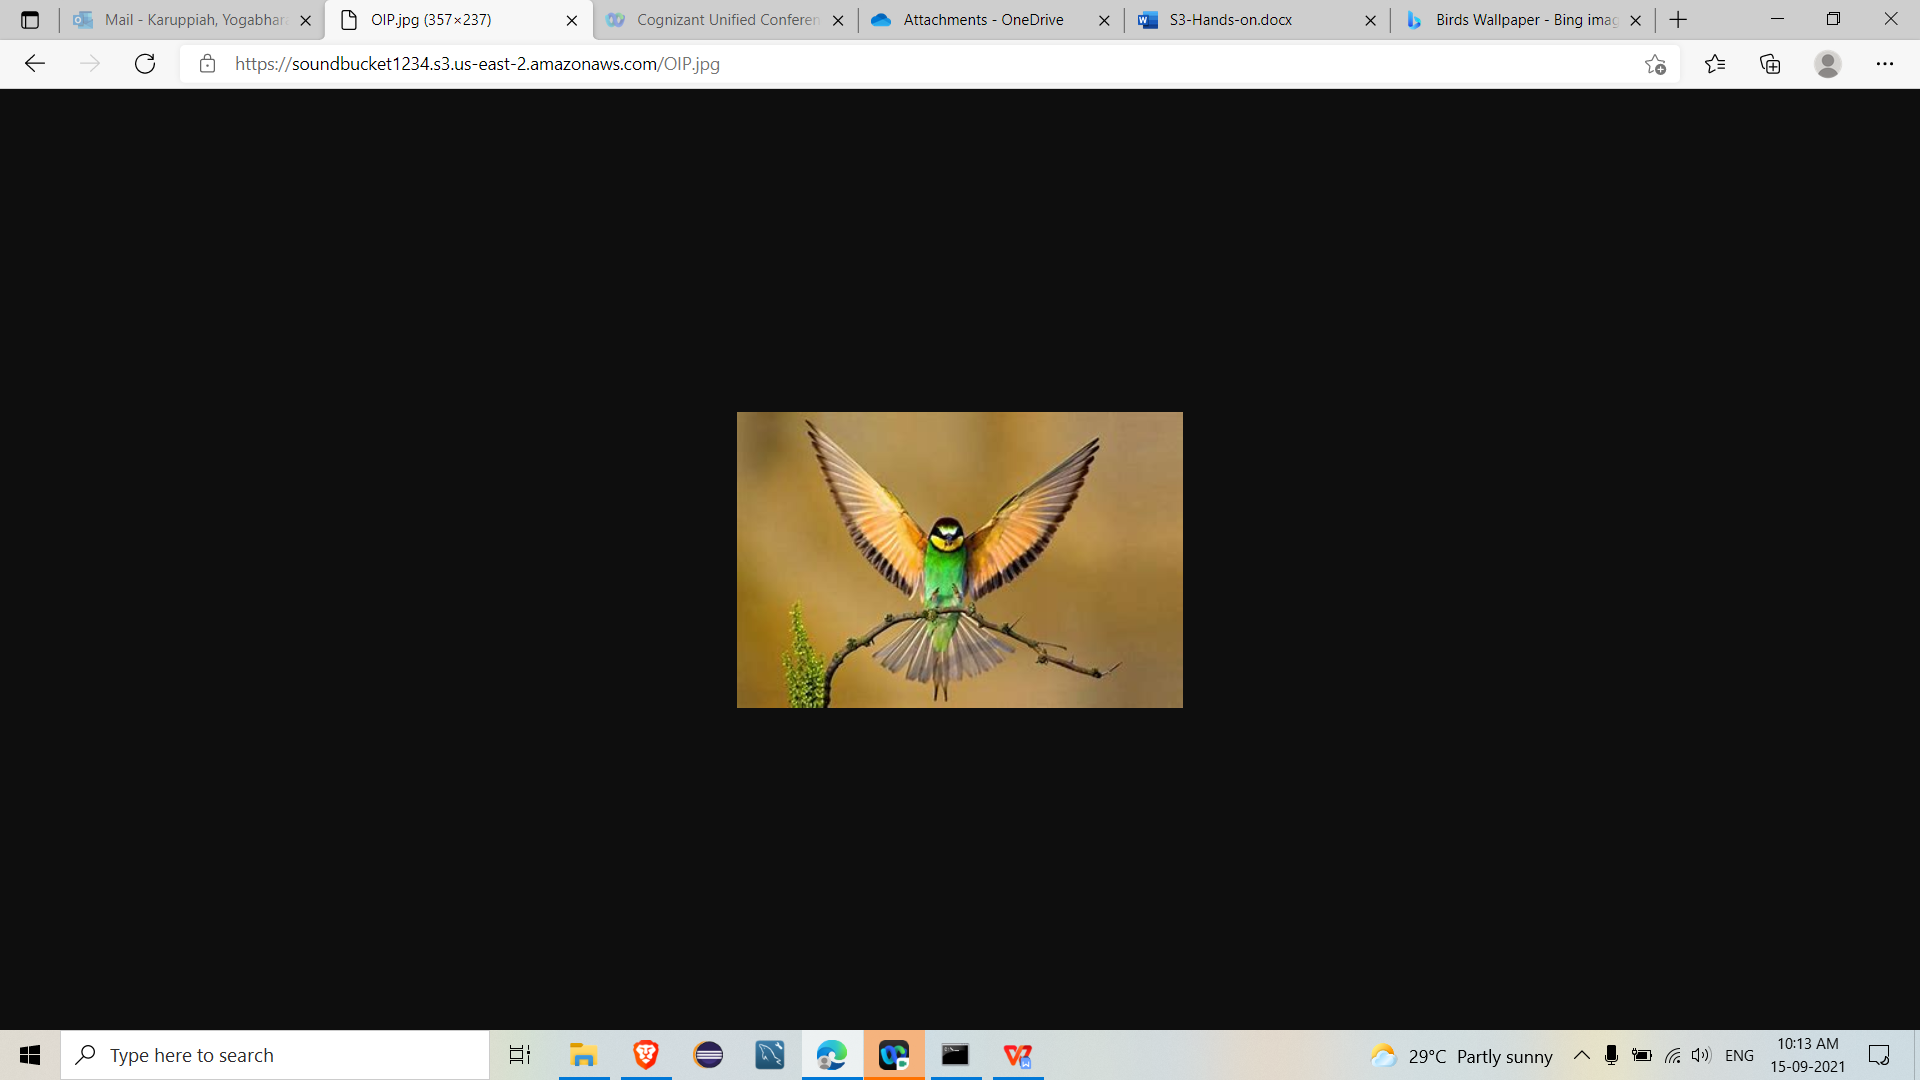 Mail - Karuppiah, Yogabhar
OIP.jpg (357×237)
Cognizant Unified Conferen
Attachments - OneDrive
S3-Hands-on.docx
Birds Wallpaper - Bing imag
https://soundbucket1234.s3.us-east-2.amazonaws.com/OIP.jpg
Type here to search
29°C Partly sunny
ENG
10:13 AM
15-09-2021